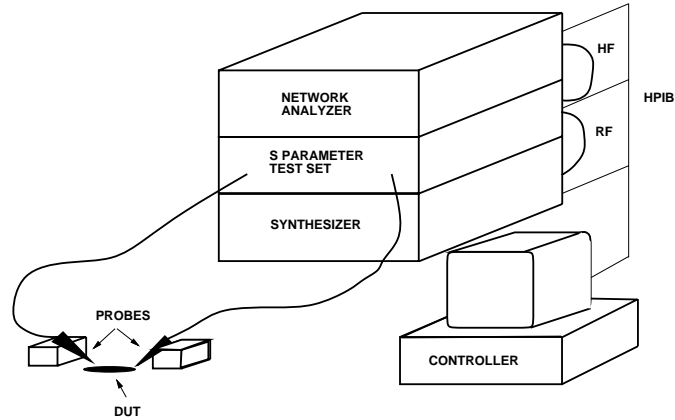 HF
NETWORK
ANALYZER
HPIB
RF
S PARAMETER
TEST SET
SYNTHESIZER
PROBES
CONTROLLER
DUT